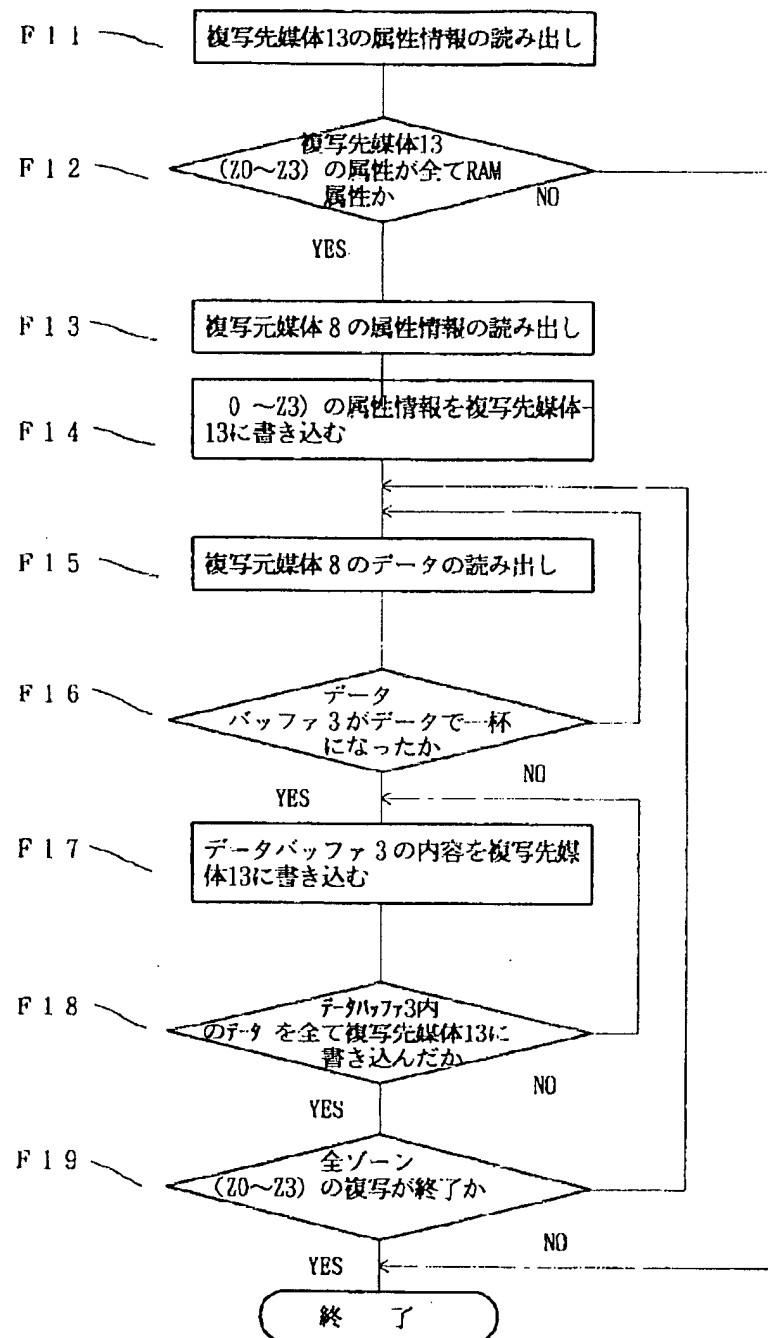 F11
複写先媒体13の属性情報の読み出し
F12
複写先媒体13
(Z0〜Z3) の属性が全てRAM
属性か
NO
YES
F13
複写元媒体8の属性情報の読み出し
F14
0 〜Z3) の属性情報を複写先媒体
13に書き込む
F15
複写元媒体8のデータの読み出し
F16
データ
バッファ3がデータで一杯
になったか
NO
YES
F17
データバッファ3の内容を複写先媒
体13に書き込む
F18
データバッファ3内
のデータ を全て複写先媒体13に
書き込んだか
NO
YES
F19
全ゾーン
(Z0〜Z3) の複写が終了か
NO
YES
終 了